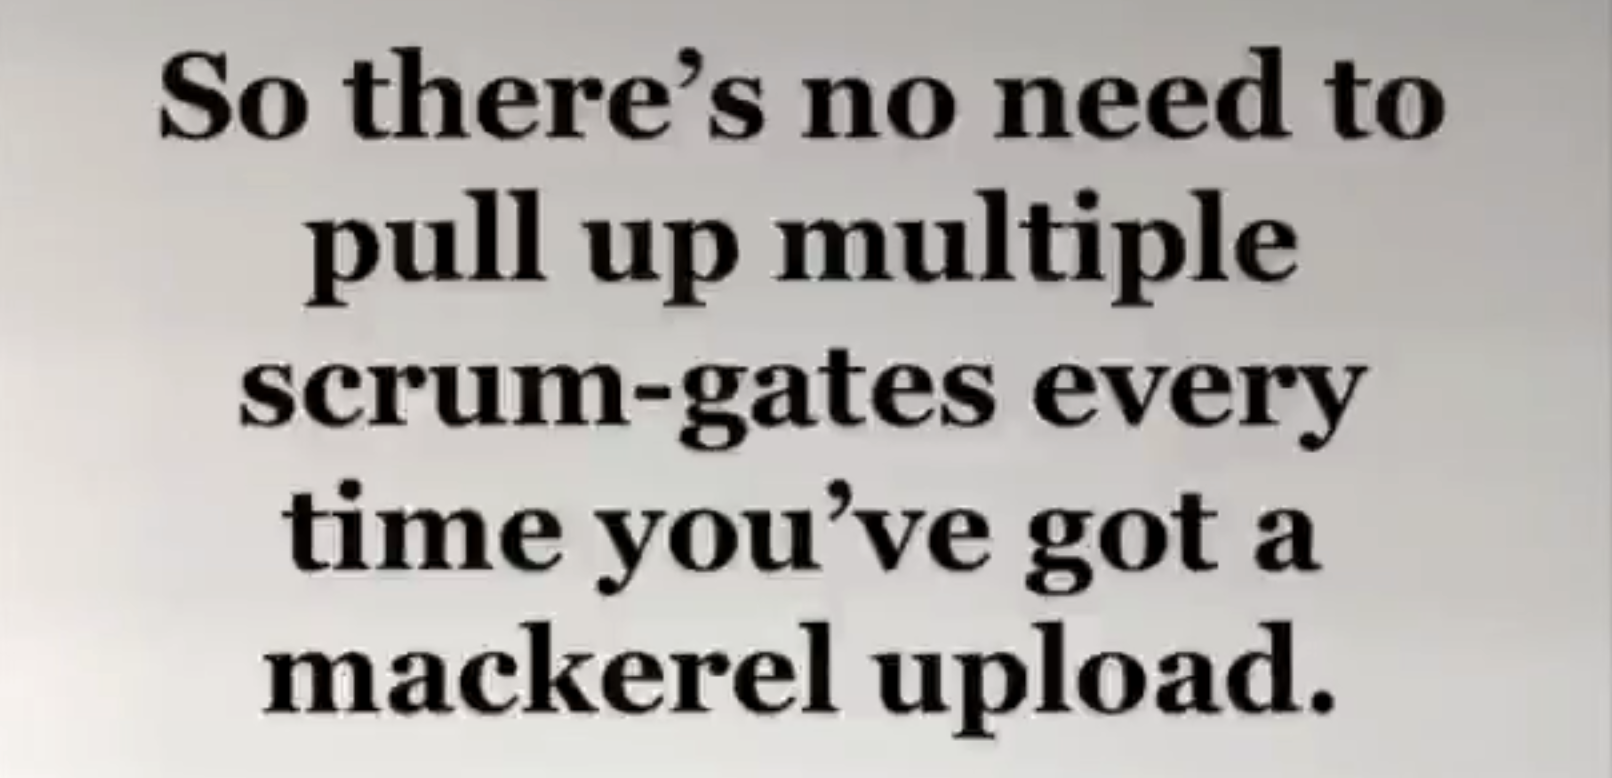 So there’s no need to
pull up multiple
scrum-gates every
time you’ve got a
mackerel upload.